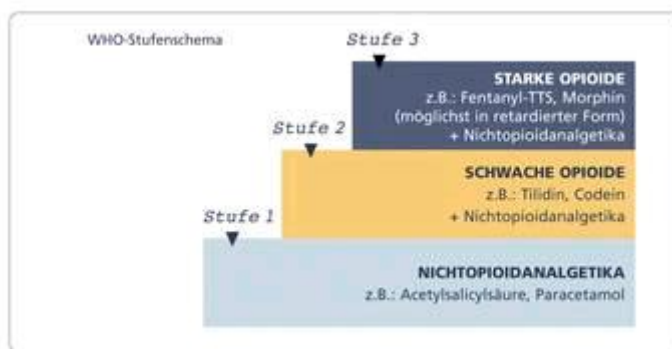 WHO-Stufenschema
Stufe 3
STARKE OPIOIDE
z.B.: Fentanyl-TTS, Morphin
(möglichst in retardierter Form)
+ Nichtopioidanalgetika
Stufe 2
SCHWACHE OPIOIDE
z.B.: Tilidin, Codein
+ Nichtopioidanalgetika
Stufe 1
NICHTOPIOIDANALGETIKA
z.B.: Acetylsalicylsäure, Paracetamol